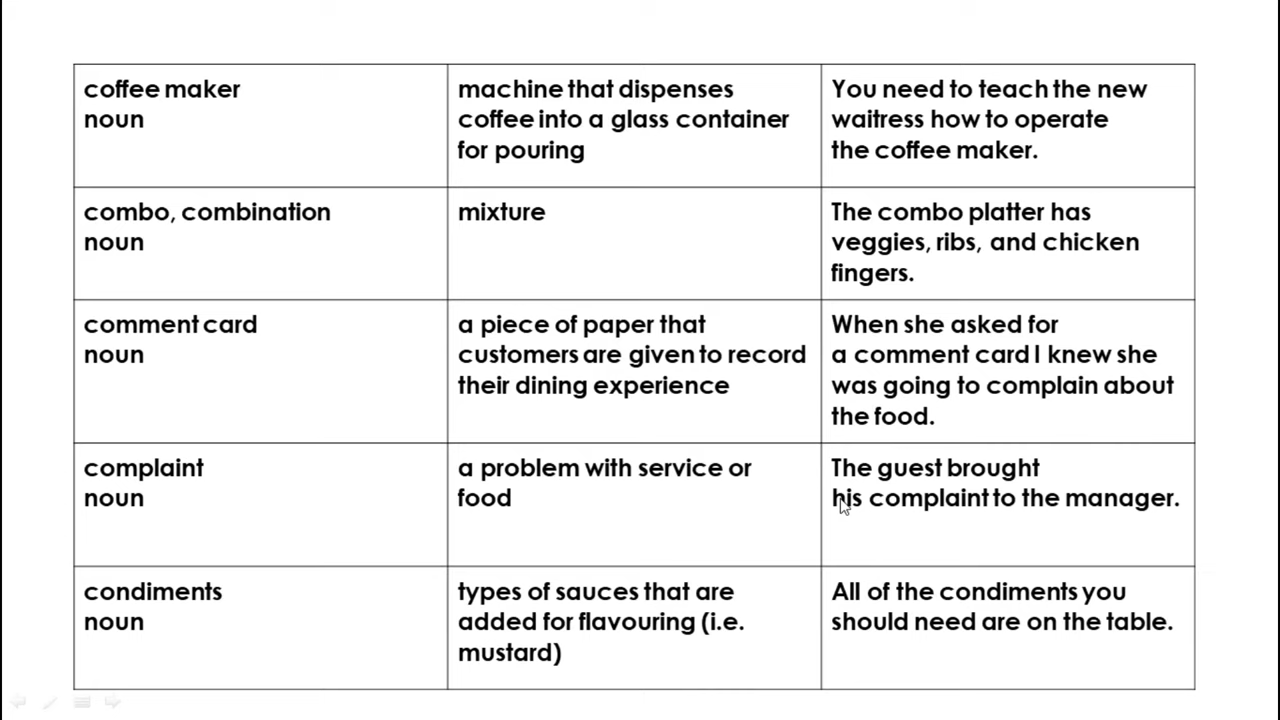 coffee maker
noun
machine that dispenses
coffee into a glass container
for pouring
You need to teach the new
waitress how to operate
the coffee maker.
combo, combination
noun
mixture
The combo platter has
veggies, ribs, and chicken
fingers.
comment card
noun
a piece of paper that
customers are given to record
their dining experience
When she asked for
a comment card I knew she
was going to complain about
the food.
complaint
noun
a problem with service or
food
The guest brought
his complaint to the manager.
condiments
noun
types of sauces that are
added for flavouring (i.e.
mustard)
All of the condiments you
should need are on the table.